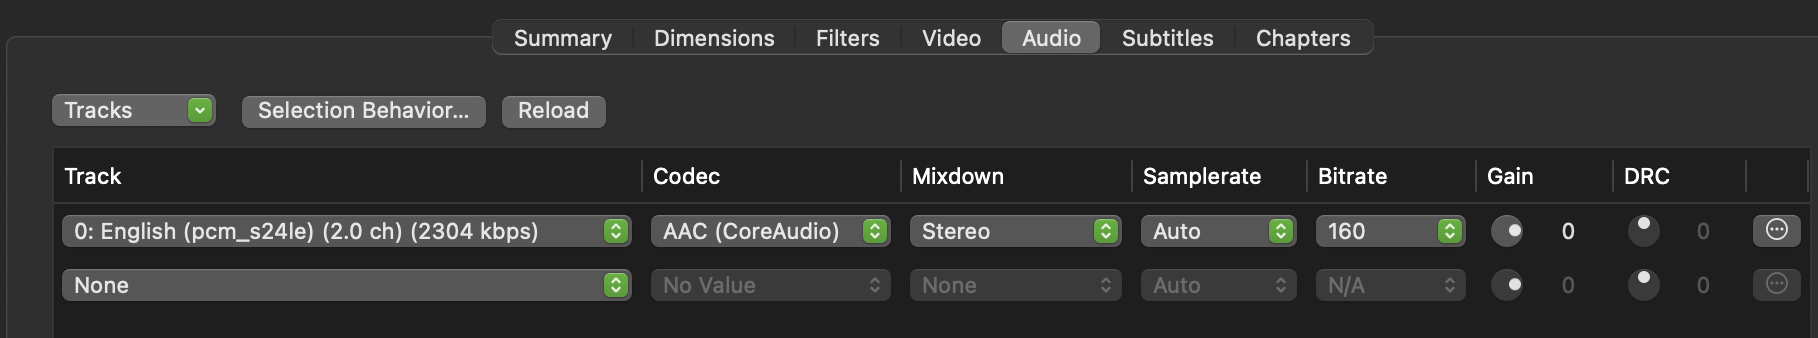 Summary Dimensions Filters Video Audio Subtitles Chapters
Tracks Selection Behavior... Reload
Track Codec Mixdown Samplerate Bitrate Gain DRC
0: English (pcm_s24le) (2.0 ch) (2304 kbps) AAC (CoreAudio) Stereo Auto 160 0 0
None No Value None Auto N/A 0 0